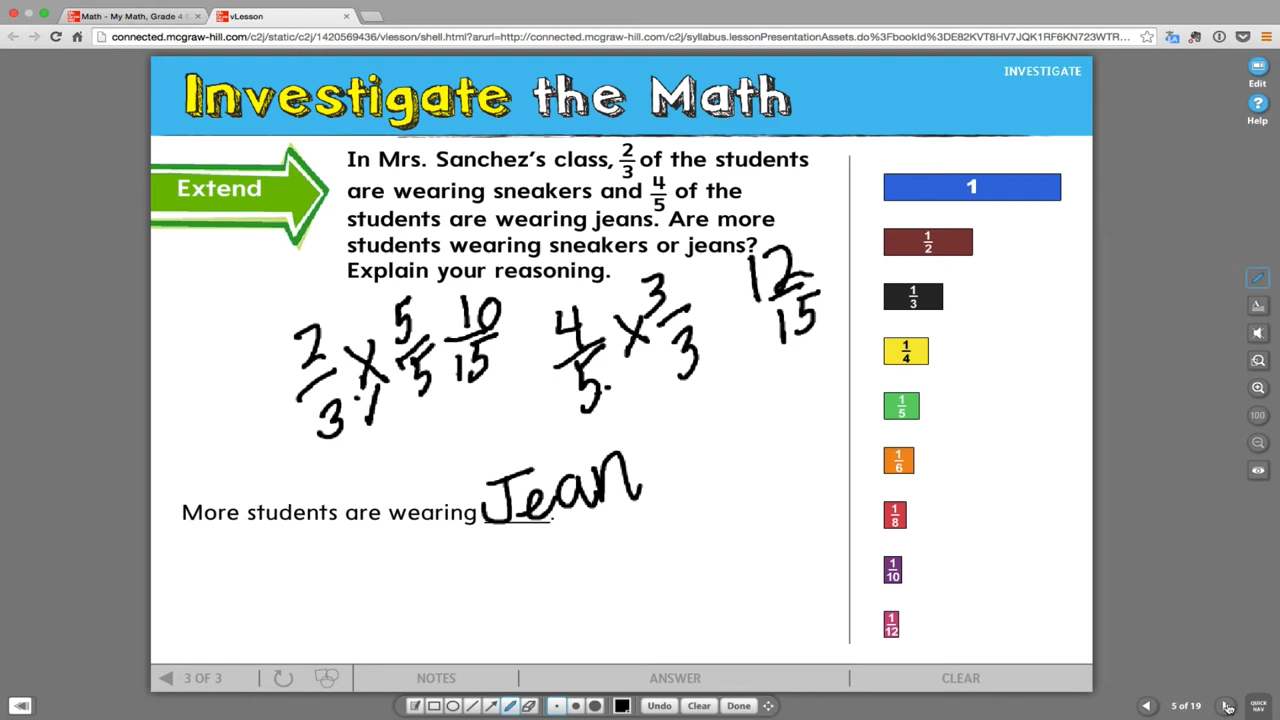 Math - My Math, Grade 4
vLesson
connected.mcgraw-hill.com/c2j/static/c2j/1420569436/vlesson/shell.html?arurl=http://connected.mcgraw-hill.com/c2j/syllabus.lessonPresentationAssets.do%3FbookId%3DE82KVT8HV7JQK1RF6KN723WTR...
INVESTIGATE
Investigate the Math
Edit
Help
Extend
In Mrs. Sanchez's class, 2/3 of the students
are wearing sneakers and 4/5 of the
students are wearing jeans. Are more
students wearing sneakers or jeans?
Explain your reasoning.
2/3 x 5/5 10/15 4/5 x 3/3 12/15
More students are wearing Jean.
1
1/2
1/3
1/4
1/5
1/6
1/8
1/10
1/12
100
3 OF 3
NOTES
ANSWER
CLEAR
Undo
Clear
Done
5 of 19
QUICK NAV